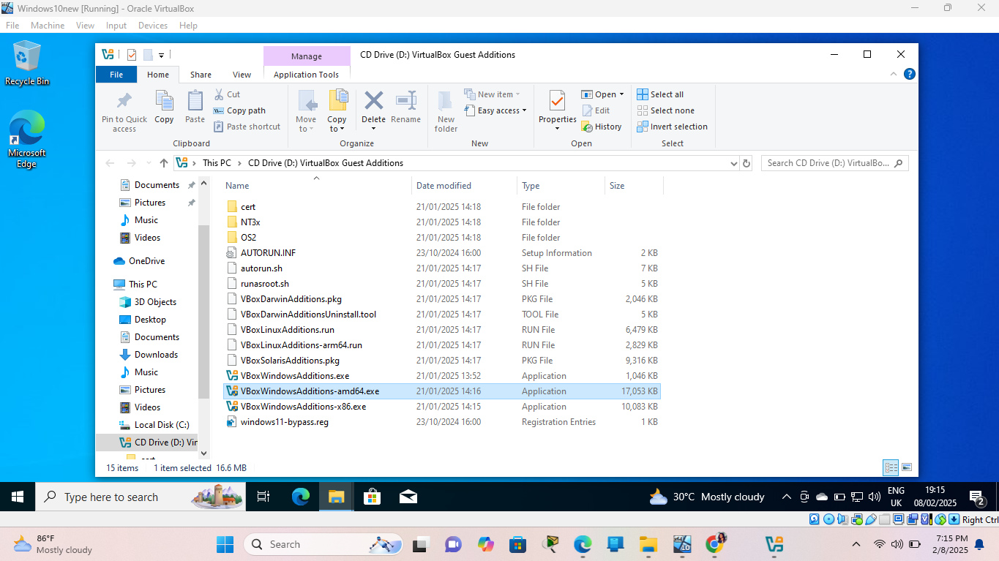 Windows10new [Running] - Oracle VirtualBox
File Machine View Input Devices Help
Recycle Bin
Microsoft
Edge
Manage
CD Drive (D:) VirtualBox Guest Additions
File Home Share View Application Tools
Pin to Quick
access
Copy
Paste
Cut
Copy path
Paste shortcut
Clipboard
Move
to
Copy
to
Delete
Rename
Organize
New
folder
New item
Easy access
New
Properties
Open
Edit
History
Open
Select all
Select none
Invert selection
Select
This PC > CD Drive (D:) VirtualBox Guest Additions
Search CD Drive (D:) VirtualBo...
Documents
Pictures
Music
Videos
OneDrive
This PC
3D Objects
Desktop
Documents
Downloads
Music
Pictures
Videos
Local Disk (C:)
CD Drive (D:) Vir
cert
Name Date modified Type Size
cert 21/01/2025 14:18 File folder
NT3x 21/01/2025 14:18 File folder
OS2 21/01/2025 14:18 File folder
AUTORUN.INF 23/10/2024 16:00 Setup Information 2 KB
autorun.sh 21/01/2025 14:17 SH File 7 KB
runasroot.sh 21/01/2025 14:17 SH File 5 KB
VBoxDarwinAdditions.pkg 21/01/2025 14:17 PKG File 2,046 KB
VBoxDarwinAdditionsUninstall.tool 21/01/2025 14:17 TOOL File 5 KB
VBoxLinuxAdditions.run 21/01/2025 14:17 RUN File 6,479 KB
VBoxLinuxAdditions-arm64.run 21/01/2025 14:17 RUN File 2,829 KB
VBoxSolarisAdditions.pkg 21/01/2025 14:17 PKG File 9,316 KB
VBoxWindowsAdditions.exe 21/01/2025 13:52 Application 1,046 KB
VBoxWindowsAdditions-amd64.exe 21/01/2025 14:16 Application 17,053 KB
VBoxWindowsAdditions-x86.exe 21/01/2025 14:15 Application 10,083 KB
windows11-bypass.reg 23/10/2024 16:00 Registration Entries 1 KB
15 items 1 item selected 16.6 MB
Type here to search
30°C Mostly cloudy
ENG
UK
19:15
08/02/2025
2
Right Ctrl
86°F
Mostly cloudy
Search
7:15 PM
2/8/2025